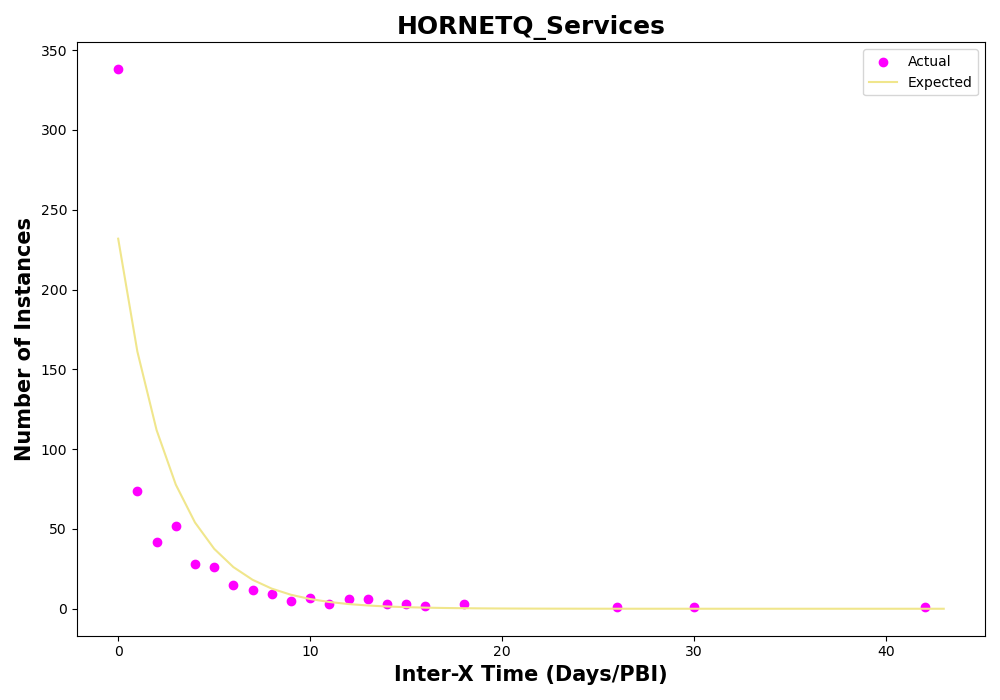 HORNETQ_Services
Actual
Expected
Number of Instances
350
300
250
200
150
100
50
0
0
10
20
30
40
Inter-X Time (Days/PBI)